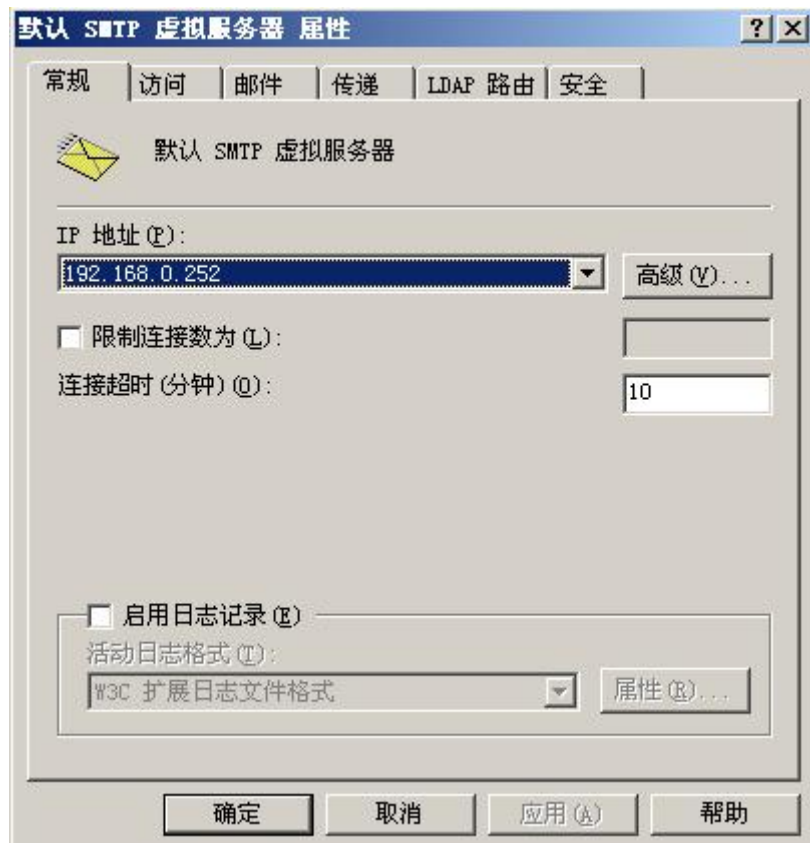 默认 SMTP 虚拟服务器 属性
常规 访问 邮件 传递 LDAP 路由 安全
默认 SMTP 虚拟服务器
IP 地址(P):
192.168.0.252 高级(V)...
限制连接数为(L):
连接超时(分钟)(O): 10
启用日志记录(E)
活动日志格式(T):
W3C 扩展日志文件格式 属性(R)...
确定 取消 应用(A) 帮助